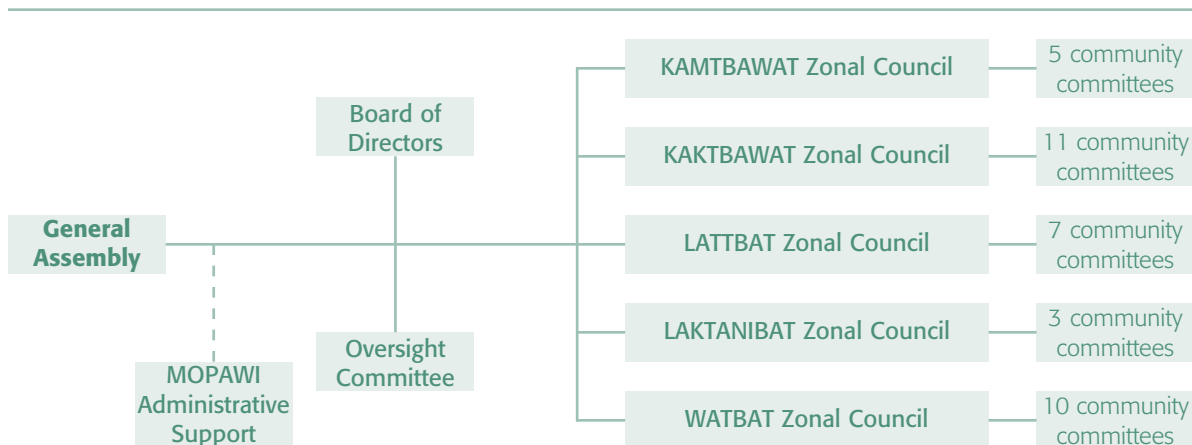 KAMTBAWAT Zonal Council
5 community
committees
Board of
Directors
KAKTBAWAT Zonal Council
11 community
committees
General
Assembly
LATTBAT Zonal Council
7 community
committees
Oversight
Committee
LAKTANIBAT Zonal Council
3 community
committees
MOPAWI
Administrative
Support
WATBAT Zonal Council
10 community
committees